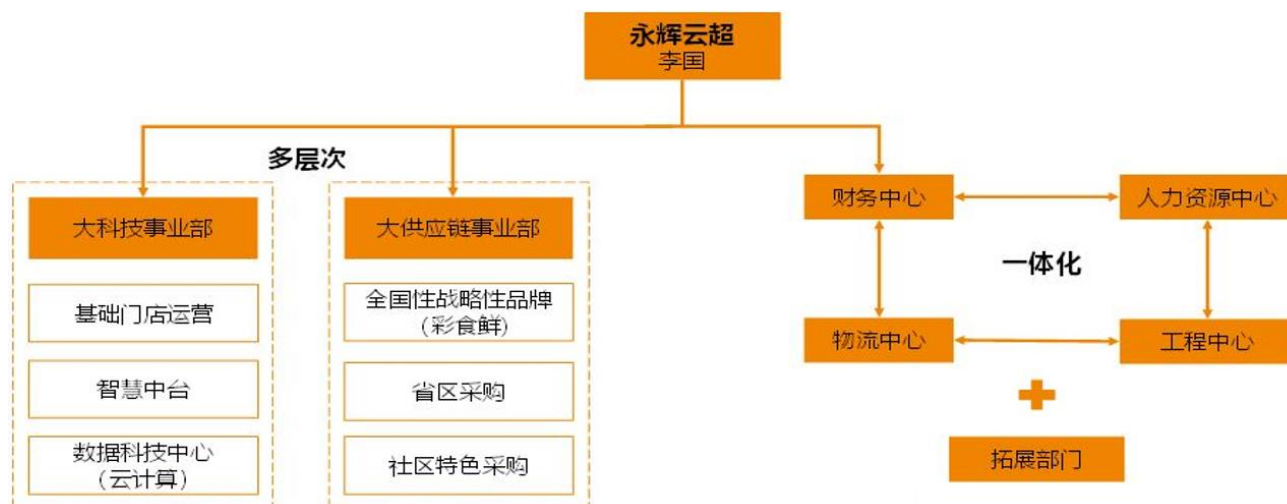 永辉云超
李国
多层次
大科技事业部
基础门店运营
智慧中台
数据科技中心
（云计算）
大供应链事业部
全国性战略性品牌
（彩食鲜）
省区采购
社区特色采购
财务中心
人力资源中心
一体化
物流中心
工程中心
拓展部门